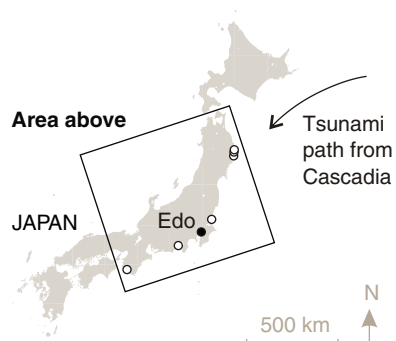 Area above
Tsunami
path from
Cascadia
JAPAN
Edo
N
500 km